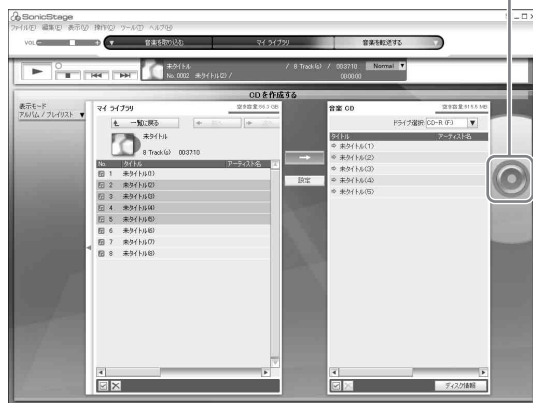 SonicStage
ファイル(F) 編集(E) 表示(V) 操作(C) ツール(T) ヘルプ(H)
VOL
音楽を取り込む
マイ ライブラリ
音楽を転送する
未タイトル
/ 8 Track(s) / 00:37:10
Normal
No. 0002 未タイトル(2) /
00:00:00
CDを作成する
表示モード
アルバム / プレイリスト
マイ ライブラリ
一覧に戻る
未タイトル
8 Track(s) 00:37:10
No.
タイトル
アーティスト名
1 未タイトル(1)
2 未タイトル(2)
3 未タイトル(3)
4 未タイトル(4)
5 未タイトル(5)
6 未タイトル(6)
7 未タイトル(7)
8 未タイトル(8)
設定
音楽 CD
ドライブ選択: CD-R (F:)
タイトル
アーティスト名
未タイトル(1)
未タイトル(2)
未タイトル(3)
未タイトル(4)
未タイトル(5)
ディスク情報